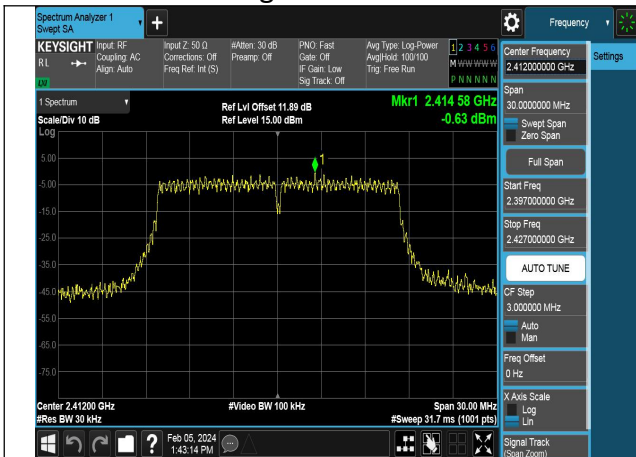 Spectrum Analyzer 1
Swept SA
+
Frequency
KEYSIGHT
RL
Input: RF
Coupling: AC
Align: Auto
Input Z: 50 Ω
Corrections: Off
Freq Ref: Int (S)
#Atten: 30 dB
Preamp: Off
PNO: Fast
Gate: Off
IF Gain: Low
Sig Track: Off
Avg Type: Log-Power
Avg|Hold: 100/100
Trig: Free Run
1 2 3 4 5 6
M W W W W W
P N N N N N
1 Spectrum
Scale/Div 10 dB
Log
Ref Lvl Offset 11.89 dB
Ref Level 15.00 dBm
Mkr1 2.414 58 GHz
-0.63 dBm
1
5.00
-5.00
-15.0
-25.0
-35.0
-45.0
-55.0
-65.0
-75.0
Center 2.41200 GHz
#Res BW 30 kHz
#Video BW 100 kHz
Span 30.00 MHz
#Sweep 31.7 ms (1001 pts)
?
Feb 05, 2024
1:43:14 PM
Center Frequency
2.412000000 GHz
Settings
Span
30.0000000 MHz
Swept Span
Zero Span
Full Span
Start Freq
2.397000000 GHz
Stop Freq
2.427000000 GHz
AUTO TUNE
CF Step
3.000000 MHz
Auto
Man
Freq Offset
0 Hz
X Axis Scale
Log
Lin
Signal Track
(Span Zoom)